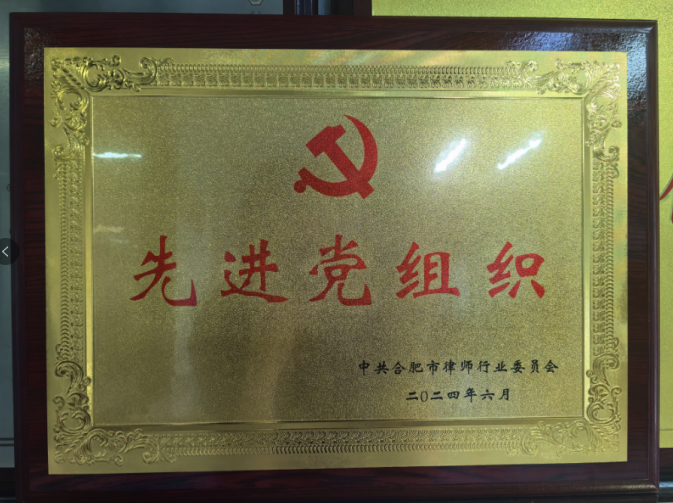 先进党组织
中共合肥市律师行业委员会
二〇二四年六月